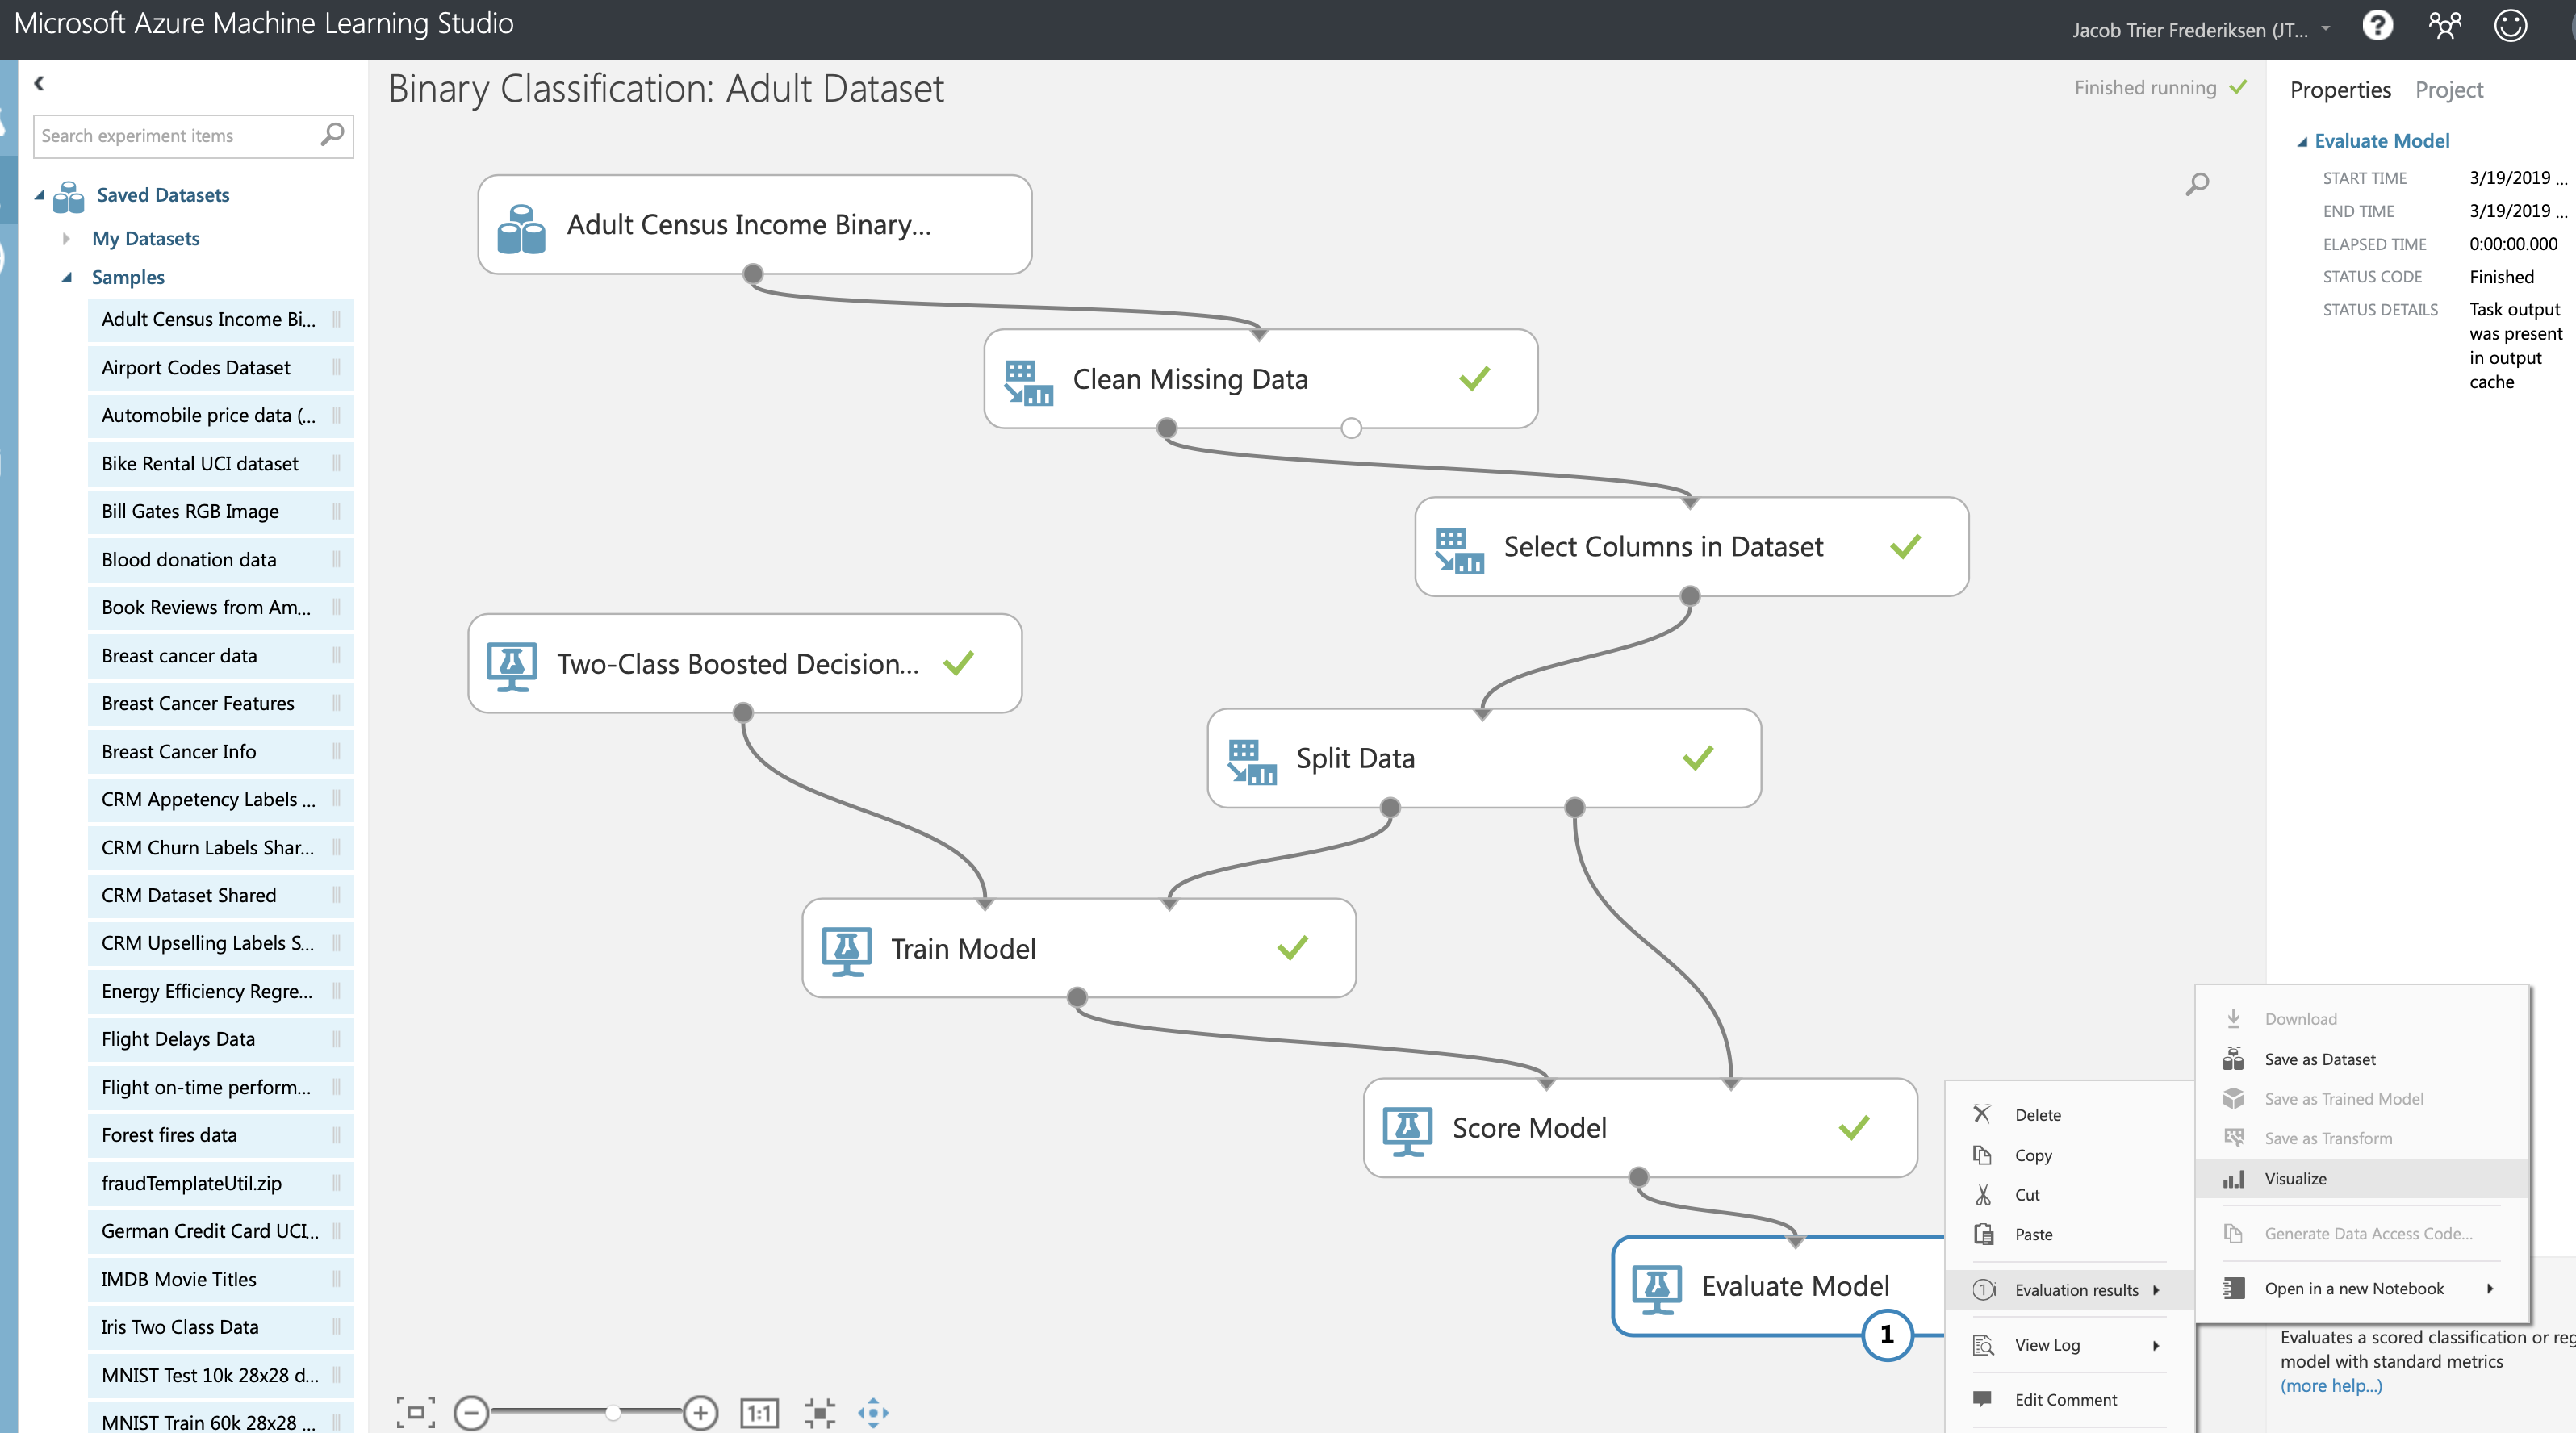 Microsoft Azure Machine Learning Studio
Jacob Trier Frederiksen (JT...
Search experiment items
Saved Datasets
My Datasets
Samples
Adult Census Income Bi...
Airport Codes Dataset
Automobile price data (...
Bike Rental UCI dataset
Bill Gates RGB Image
Blood donation data
Book Reviews from Am...
Breast cancer data
Breast Cancer Features
Breast Cancer Info
CRM Appetency Labels ...
CRM Churn Labels Shar...
CRM Dataset Shared
CRM Upselling Labels S...
Energy Efficiency Regre...
Flight Delays Data
Flight on-time perform...
Forest fires data
fraudTemplateUtil.zip
German Credit Card UCI...
IMDB Movie Titles
Iris Two Class Data
MNIST Test 10k 28x28 d...
MNIST Train 60k 28x28 ...
Binary Classification: Adult Dataset
Finished running
Adult Census Income Binary...
Clean Missing Data
Select Columns in Dataset
Two-Class Boosted Decision...
Split Data
Train Model
Score Model
Evaluate Model
1
1:1
Delete
Copy
Cut
Paste
1 Evaluation results
View Log
Edit Comment
Download
Save as Dataset
Save as Trained Model
Save as Transform
Visualize
Generate Data Access Code...
Open in a new Notebook
Properties Project
Evaluate Model
START TIME 3/19/2019 ...
END TIME 3/19/2019 ...
ELAPSED TIME 0:00:00.000
STATUS CODE Finished
STATUS DETAILS Task output
was present
in output
cache
Evaluates a scored classification or reg
model with standard metrics
(more help...)